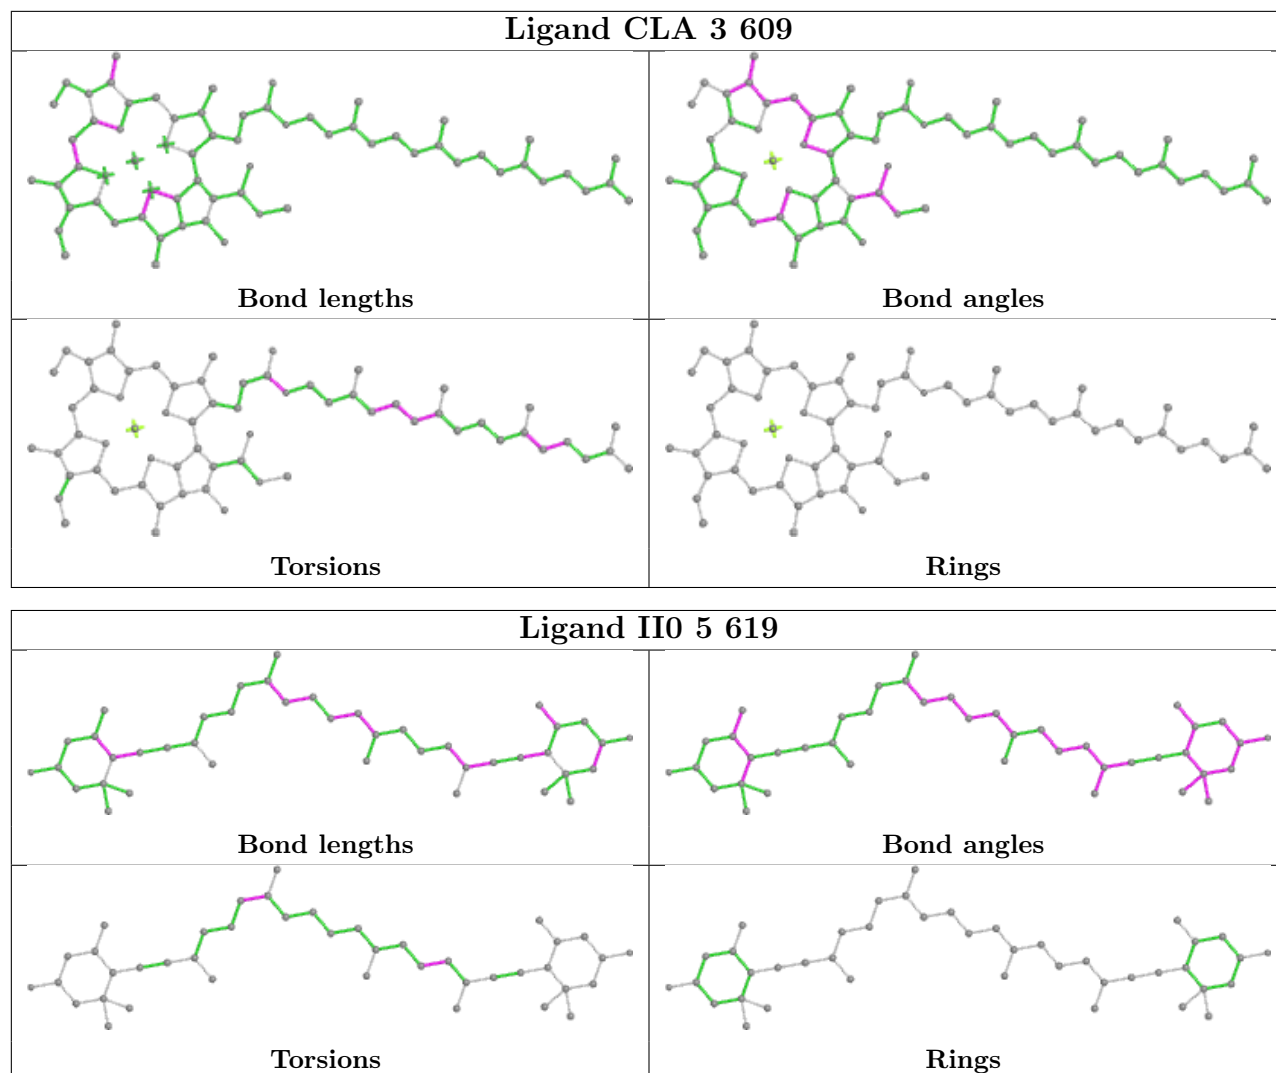 Ligand CLA 3 609
Bond lengths
Bond angles
Torsions
Rings
Ligand II0 5 619
Bond lengths
Bond angles
Torsions
Rings